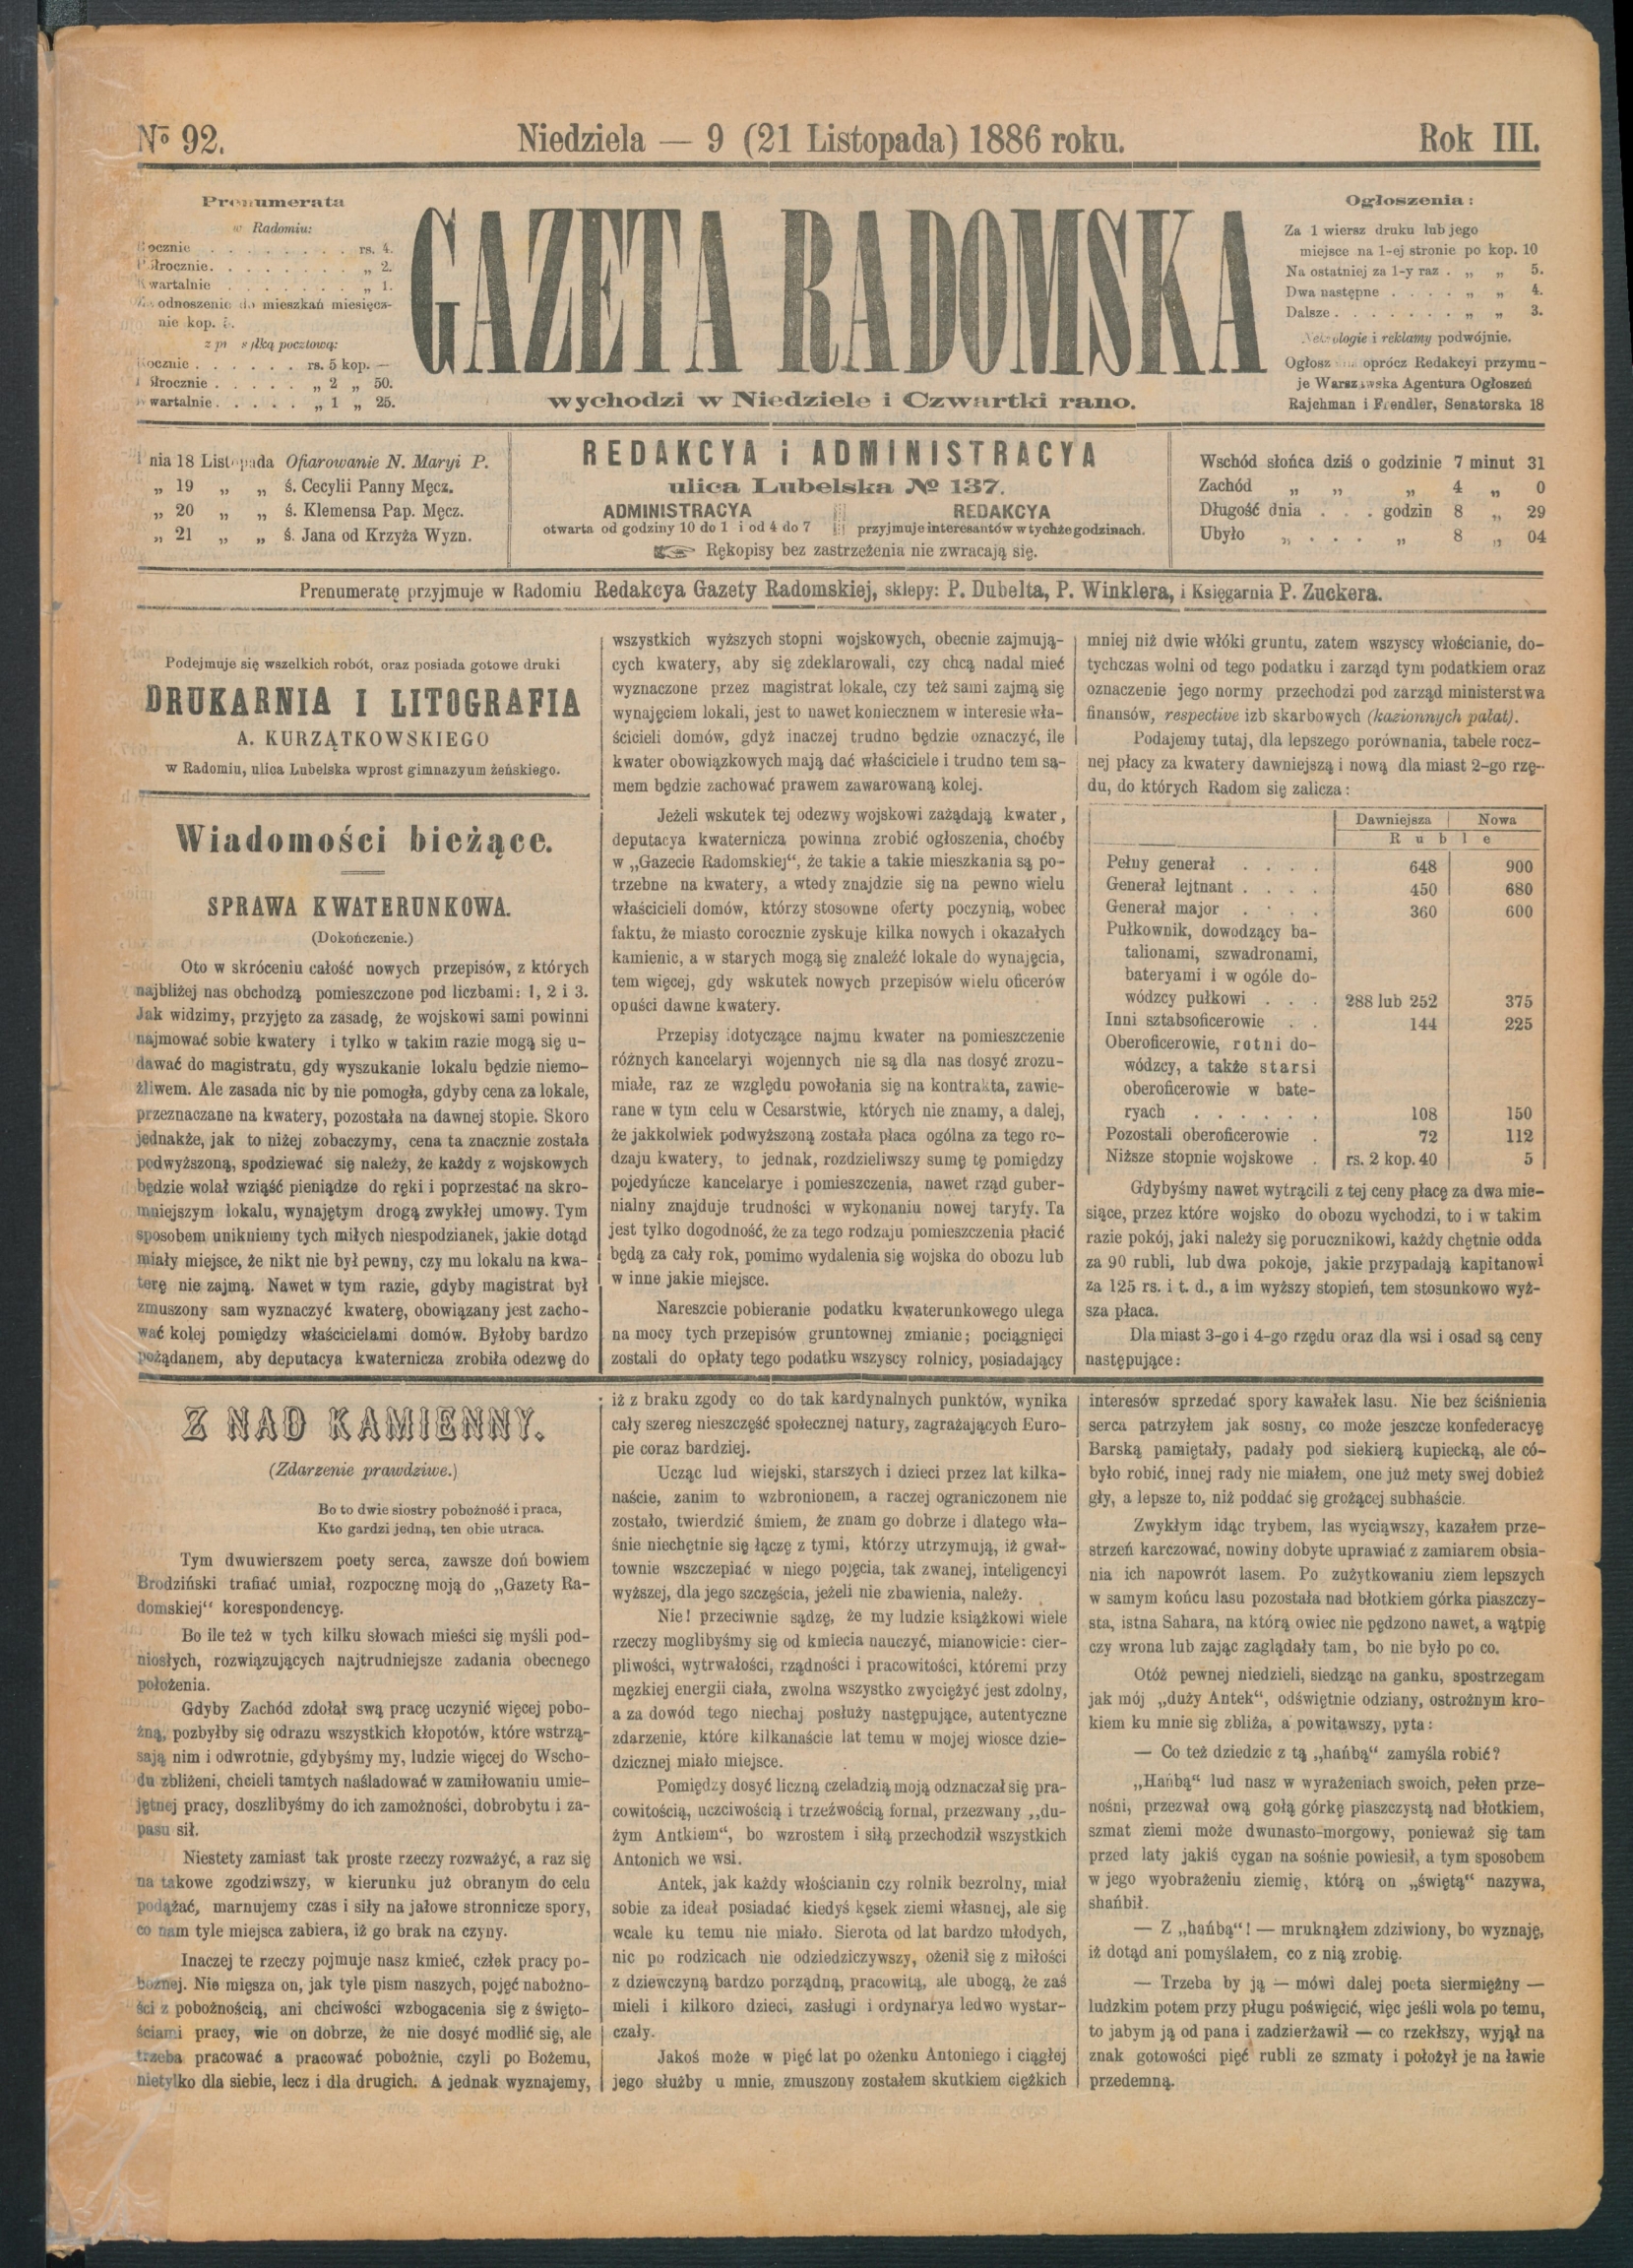 № 92.
Niedziela — 9 (21 Listopada) 1886 roku.
Rok III.
Prenumerata
w Radomiu:
Rocznie . . . . . . . . rs. 4.
Półrocznie. . . . . . . . „ 2.
Kwartalnie . . . . . . . „ 1.
Za odnoszenie do mieszkań miesięcz-
nie kop. 5.
z przesyłką pocztową:
Rocznie . . . . . . rs. 5 kop. —
Półrocznie . . . . . „ 2 „ 50.
Kwartalnie . . . . . „ 1 „ 25.
GAZETA RADOMSKA
wychodzi w Niedziele i Czwartki rano.
Ogłoszenia:
Za 1 wiersz druku lub jego
miejsce na 1-ej stronie po kop. 10
Na ostatniej za 1-y raz . „ „ 5.
Dwa następne . . . . „ „ 4.
Dalsze . . . . . . . „ „ 3.
Nekrologie i reklamy podwójnie.
Ogłoszenia oprócz Redakcyi przymu-
je Warszawska Agentura Ogłoszeń
Rajchman i Frendler, Senatorska 18
Dnia 18 Listopada Ofiarowanie N. Maryi P.
„ 19 „ „ ś. Cecylii Panny Męcz.
„ 20 „ „ ś. Klemensa Pap. Męcz.
„ 21 „ „ ś. Jana od Krzyża Wyzn.
REDAKCYA i ADMINISTRACYA
ulica Lubelska № 137.
ADMINISTRACYA
otwarta od godziny 10 do 1 i od 4 do 7
REDAKCYA
przyjmuje interesantów w tychże godzinach.
☞ Rękopisy bez zastrzeżenia nie zwracają się.
Wschód słońca dziś o godzinie 7 minut 31
Zachód „ „ „ 4 „ 0
Długość dnia . . . godzin 8 „ 29
Ubyło „ . . . „ 8 „ 04
Prenumeratę przyjmuje w Radomiu Redakcya Gazety Radomskiej, sklepy: P. Dubelta, P. Winklera, i Księgarnia P. Zuckera.
Podejmuje się wszelkich robót, oraz posiada gotowe druki
DRUKARNIA I LITOGRAFIA
A. KURZĄTKOWSKIEGO
w Radomiu, ulica Lubelska wprost gimnazyum żeńskiego.
Wiadomości bieżące.
SPRAWA KWATERUNKOWA.
(Dokończenie.)
Oto w skróceniu całość nowych przepisów, z których
najbliżej nas obchodzą pomieszczone pod liczbami: 1, 2 i 3.
Jak widzimy, przyjęto za zasadę, że wojskowi sami powinni
najmować sobie kwatery i tylko w takim razie mogą się u-
dawać do magistratu, gdy wyszukanie lokalu będzie niemo-
żliwem. Ale zasada nic by nie pomogła, gdyby cena za lokale,
przeznaczane na kwatery, pozostała na dawnej stopie. Skoro
jednakże, jak to niżej zobaczymy, cena ta znacznie została
podwyższoną, spodziewać się należy, że każdy z wojskowych
będzie wolał wziąść pieniądze do ręki i poprzestać na skro-
mniejszym lokalu, wynajętym drogą zwykłej umowy. Tym
sposobem unikniemy tych miłych niespodzianek, jakie dotąd
miały miejsce, że nikt nie był pewny, czy mu lokalu na kwa-
terę nie zajmą. Nawet w tym razie, gdyby magistrat był
zmuszony sam wyznaczyć kwaterę, obowiązany jest zacho-
wać kolej pomiędzy właścicielami domów. Byłoby bardzo
pożądanem, aby deputacya kwaternicza zrobiła odezwę do
wszystkich wyższych stopni wojskowych, obecnie zajmują-
cych kwatery, aby się zdeklarowali, czy chcą nadal mieć
wyznaczone przez magistrat lokale, czy też sami zajmą się
wynajęciem lokali, jest to nawet koniecznem w interesie wła-
ścicieli domów, gdyż inaczej trudno będzie oznaczyć, ile
kwater obowiązkowych mają dać właściciele i trudno tem sa-
mem będzie zachować prawem zawarowaną kolej.
Jeżeli wskutek tej odezwy wojskowi zażądają kwater,
deputacya kwaternicza powinna zrobić ogłoszenia, choćby
w „Gazecie Radomskiej“, że takie a takie mieszkania są po-
trzebne na kwatery, a wtedy znajdzie się na pewno wielu
właścicieli domów, którzy stosowne oferty poczynią, wobec
faktu, że miasto corocznie zyskuje kilka nowych i okazałych
kamienic, a w starych mogą się znaleźć lokale do wynajęcia,
tem więcej, gdy wskutek nowych przepisów wielu oficerów
opuści dawne kwatery.
Przepisy dotyczące najmu kwater na pomieszczenie
różnych kancelaryi wojennych nie są dla nas dosyć zrozu-
miałe, raz ze względu powołania się na kontrakta, zawie-
rane w tym celu w Cesarstwie, których nie znamy, a dalej,
że jakkolwiek podwyższoną została płaca ogólna za tego ro-
dzaju kwatery, to jednak, rozdzieliwszy sumę tę pomiędzy
pojedyńcze kancelarye i pomieszczenia, nawet rząd guber-
nialny znajduje trudności w wykonaniu nowej taryfy. Ta
jest tylko dogodność, że za tego rodzaju pomieszczenia płacić
będą za cały rok, pomimo wydalenia się wojska do obozu lub
w inne jakie miejsce.
Nareszcie pobieranie podatku kwaterunkowego ulega
na mocy tych przepisów gruntownej zmianie; pociągnięci
zostali do opłaty tego podatku wszyscy rolnicy, posiadający
mniej niż dwie włóki gruntu, zatem wszyscy włościanie, do-
tychczas wolni od tego podatku i zarząd tym podatkiem oraz
oznaczenie jego normy przechodzi pod zarząd ministerstwa
finansów, respective izb skarbowych (kazionnych pałat).
Podajemy tutaj, dla lepszego porównania, tabele rocz-
nej płacy za kwatery dawniejszą i nową dla miast 2-go rzę-
du, do których Radom się zalicza:
Dawniejsza | Nowa
Ruble
Pełny generał . . . . 648 900
Generał lejtnant . . . . 450 680
Generał major . . . . 360 600
Pułkownik, dowodzący ba-
talionami, szwadronami,
bateryami i w ogóle do-
wódzcy pułkowi . . . 288 lub 252 375
Inni sztabsoficerowie . . 144 225
Oberoficerowie, rotni do-
wódzcy, a także starsi
oberoficerowie w bate-
ryach . . . . . . 108 150
Pozostali oberoficerowie . 72 112
Niższe stopnie wojskowe . rs. 2 kop. 40 5
Gdybyśmy nawet wytrącili z tej ceny płacę za dwa mie-
siące, przez które wojsko do obozu wychodzi, to i w takim
razie pokój, jaki należy się porucznikowi, każdy chętnie odda
za 90 rubli, lub dwa pokoje, jakie przypadają kapitanowi
za 125 rs. i t. d., a im wyższy stopień, tem stosunkowo wyż-
sza płaca.
Dla miast 3-go i 4-go rzędu oraz dla wsi i osad są ceny
następujące:
Z NAD KAMIENNY.
(Zdarzenie prawdziwe.)
Bo to dwie siostry pobożność i praca,
Kto gardzi jedną, ten obie utraca.
Tym dwuwierszem poety serca, zawsze doń bowiem
Brodziński trafiać umiał, rozpocznę moją do „Gazety Ra-
domskiej“ korespondencyę.
Bo ile też w tych kilku słowach mieści się myśli pod-
niosłych, rozwiązujących najtrudniejsze zadania obecnego
położenia.
Gdyby Zachód zdołał swą pracę uczynić więcej pobo-
żną, pozbyłby się odrazu wszystkich kłopotów, które wstrzą-
sają nim i odwrotnie, gdybyśmy my, ludzie więcej do Wscho-
du zbliżeni, chcieli tamtych naśladować w zamiłowaniu umie-
jętnej pracy, doszlibyśmy do ich zamożności, dobrobytu i za-
pasu sił.
Niestety zamiast tak proste rzeczy rozważyć, a raz się
na takowe zgodziwszy, w kierunku już obranym do celu
podążać, marnujemy czas i siły na jałowe stronnicze spory,
co nam tyle miejsca zabiera, iż go brak na czyny.
Inaczej te rzeczy pojmuje nasz kmieć, człek pracy po-
bożnej. Nie mięsza on, jak tyle pism naszych, pojęć nabożno-
ści z pobożnością, ani chciwości wzbogacenia się z święto-
ściami pracy, wie on dobrze, że nie dosyć modlić się, ale
trzeba pracować a pracować pobożnie, czyli po Bożemu,
nietylko dla siebie, lecz i dla drugich. A jednak wyznajemy,
iż z braku zgody co do tak kardynalnych punktów, wynika
cały szereg nieszczęść społecznej natury, zagrażających Euro-
pie coraz bardziej.
Ucząc lud wiejski, starszych i dzieci przez lat kilka-
naście, zanim to wzbronionem, a raczej ograniczonem nie
zostało, twierdzić śmiem, że znam go dobrze i dlatego wła-
śnie niechętnie się łączę z tymi, którzy utrzymują, iż gwał-
townie wszczepiać w niego pojęcia, tak zwanej, inteligencyi
wyższej, dla jego szczęścia, jeżeli nie zbawienia, należy.
Nie! przeciwnie sądzę, że my ludzie książkowi wiele
rzeczy moglibyśmy się od kmiecia nauczyć, mianowicie: cier-
pliwości, wytrwałości, rządności i pracowitości, któremi przy
męzkiej energii ciała, zwolna wszystko zwyciężyć jest zdolny,
a za dowód tego niechaj posłuży następujące, autentyczne
zdarzenie, które kilkanaście lat temu w mojej wiosce dzie-
dzicznej miało miejsce.
Pomiędzy dosyć liczną czeladzią moją odznaczał się pra-
cowitością, uczciwością i trzeźwością fornal, przezwany „du-
żym Antkiem“, bo wzrostem i siłą przechodził wszystkich
Antonich we wsi.
Antek, jak każdy włościanin czy rolnik bezrolny, miał
sobie za ideał posiadać kiedyś kęsek ziemi własnej, ale się
wcale ku temu nie miało. Sierota od lat bardzo młodych,
nic po rodzicach nie odziedziczywszy, ożenił się z miłości
z dziewczyną bardzo porządną, pracowitą, ale ubogą, że zaś
mieli i kilkoro dzieci, zasługi i ordynarya ledwo wystar-
czały.
Jakoś może w pięć lat po ożenku Antoniego i ciągłej
jego służby u mnie, zmuszony zostałem skutkiem ciężkich
interesów sprzedać spory kawałek lasu. Nie bez ściśnienia
serca patrzyłem jak sosny, co może jeszcze konfederacyę
Barską pamiętały, padały pod siekierą kupiecką, ale có-
było robić, innej rady nie miałem, one już mety swej dobież
gły, a lepsze to, niż poddać się grożącej subhaście.
Zwykłym idąc trybem, las wyciąwszy, kazałem prze-
strzeń karczować, nowiny dobyte uprawiać z zamiarem obsia-
nia ich napowrót lasem. Po zużytkowaniu ziem lepszych
w samym końcu lasu pozostała nad błotkiem górka piaszczy-
sta, istna Sahara, na którą owiec nie pędzono nawet, a wątpię
czy wrona lub zając zaglądały tam, bo nie było po co.
Otóż pewnej niedzieli, siedząc na ganku, spostrzegam
jak mój „duży Antek“, odświętnie odziany, ostrożnym kro-
kiem ku mnie się zbliża, a powitawszy, pyta:
— Co też dziedzic z tą „hańbą“ zamyśla robić?
„Hańbą“ lud nasz w wyrażeniach swoich, pełen prze-
nośni, przezwał ową gołą górkę piaszczystą nad błotkiem,
szmat ziemi może dwunasto-morgowy, ponieważ się tam
przed laty jakiś cygan na sośnie powiesił, a tym sposobem
w jego wyobrażeniu ziemię, którą on „świętą“ nazywa,
shańbił.
— Z „hańbą“! — mruknąłem zdziwiony, bo wyznaję,
iż dotąd ani pomyślałem, co z nią zrobię.
— Trzeba by ją — mówi dalej poeta siermiężny —
ludzkim potem przy pługu poświęcić, więc jeśli wola po temu,
to jabym ją od pana i zadzierżawił — co rzekłszy, wyjął na
znak gotowości pięć rubli ze szmaty i położył je na ławie
przedemną.